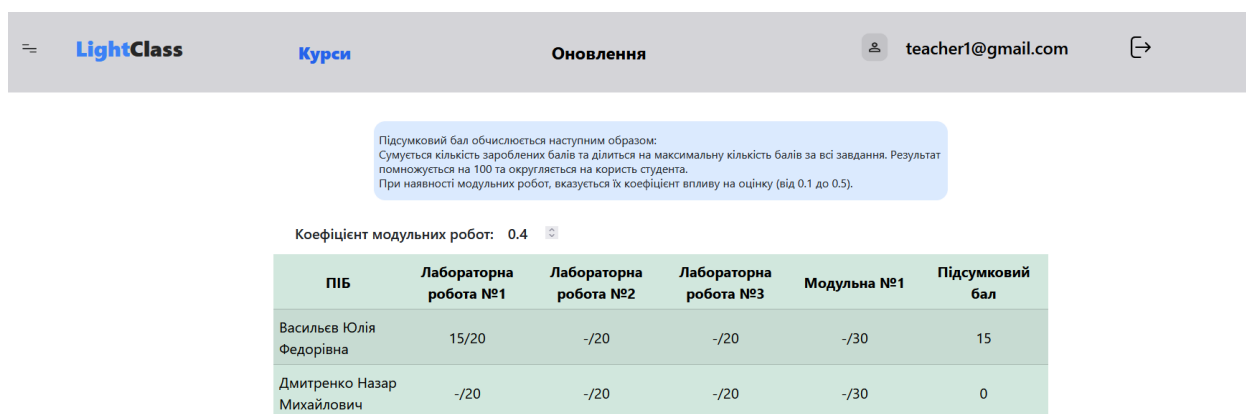 LightClass
Курси
Оновлення
teacher1@gmail.com
Підсумковий бал обчислюється наступним образом:
Сумується кількість зароблених балів та ділиться на максимальну кількість балів за всі завдання. Результат
помножується на 100 та округляється на користь студента.
При наявності модульних робот, вказується їх коефіцієнт впливу на оцінку (від 0.1 до 0.5).
Коефіцієнт модульних робот: 0.4
ПІБ
Лабораторна
робота №1
Лабораторна
робота №2
Лабораторна
робота №3
Модульна №1
Підсумковий
бал
Васильєв Юлія
Федорівна
15/20
-/20
-/20
-/30
15
Дмитренко Назар
Михайлович
-/20
-/20
-/20
-/30
0